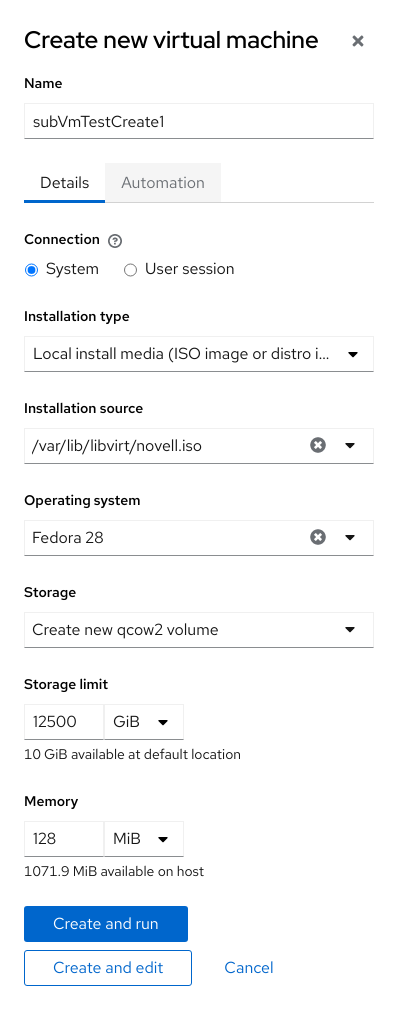 Create new virtual machine
Name
subVmTestCreate1
Details Automation
Connection
System User session
Installation type
Local install media (ISO image or distro i...
Installation source
/var/lib/libvirt/novell.iso
Operating system
Fedora 28
Storage
Create new qcow2 volume
Storage limit
12500 GiB
10 GiB available at default location
Memory
128 MiB
1071.9 MiB available on host
Create and run
Create and edit Cancel